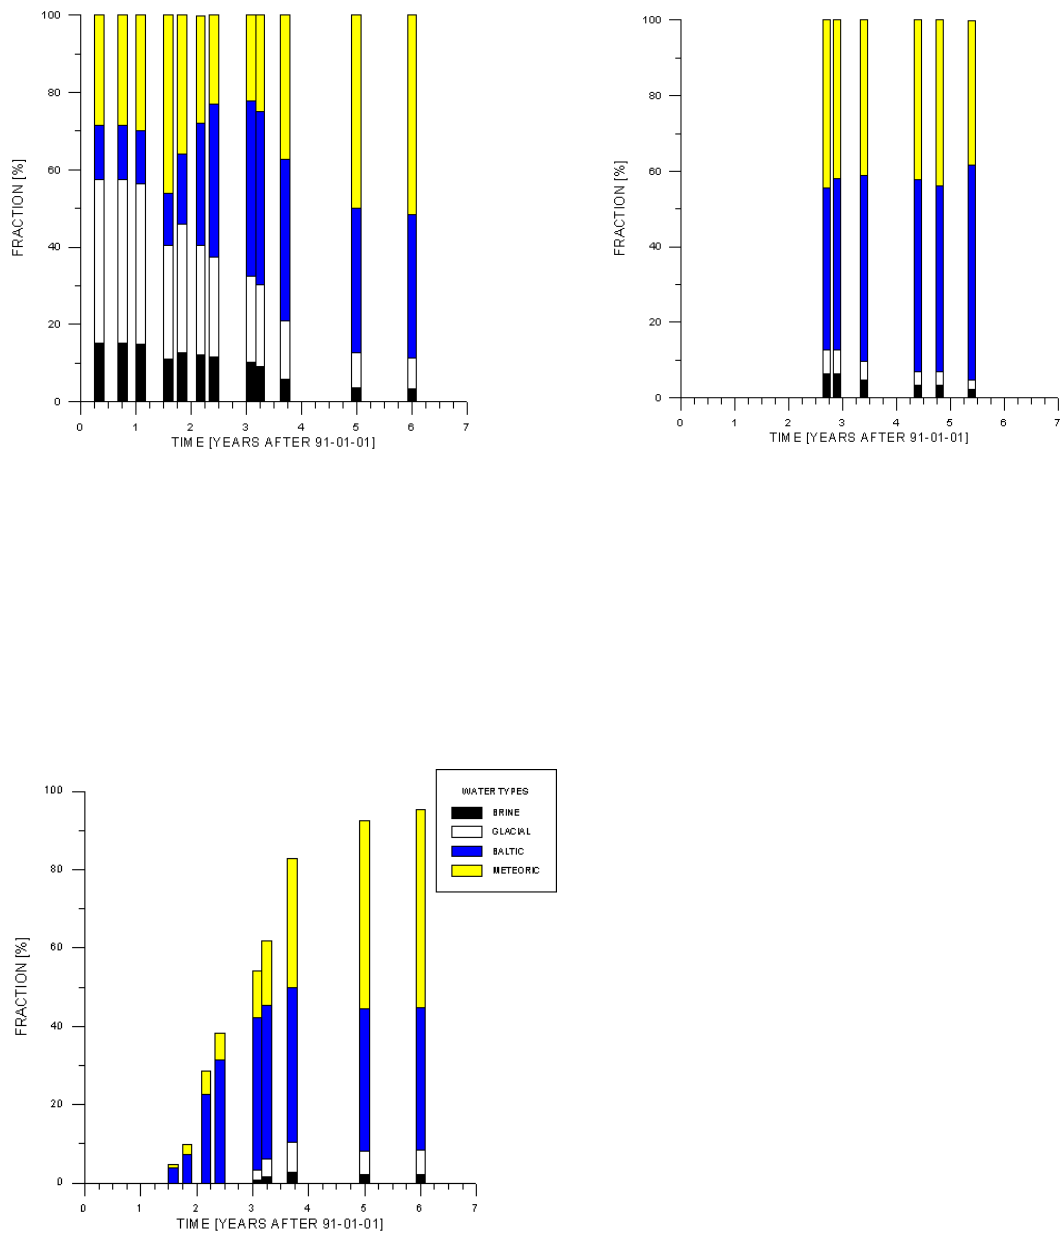 100
80
60
40
20
0
FRACTION [%]
0 1 2 3 4 5 6 7
TIME [YEARS AFTER 91-01-01]
100
80
60
40
20
0
FRACTION [%]
0 1 2 3 4 5 6 7
TIME [YEARS AFTER 91-01-01]
100
80
60
40
20
0
FRACTION [%]
0 1 2 3 4 5 6 7
TIME [YEARS AFTER 91-01-01]
WATER TYPES
BRINE
GLACIAL
BALTIC
METEORIC